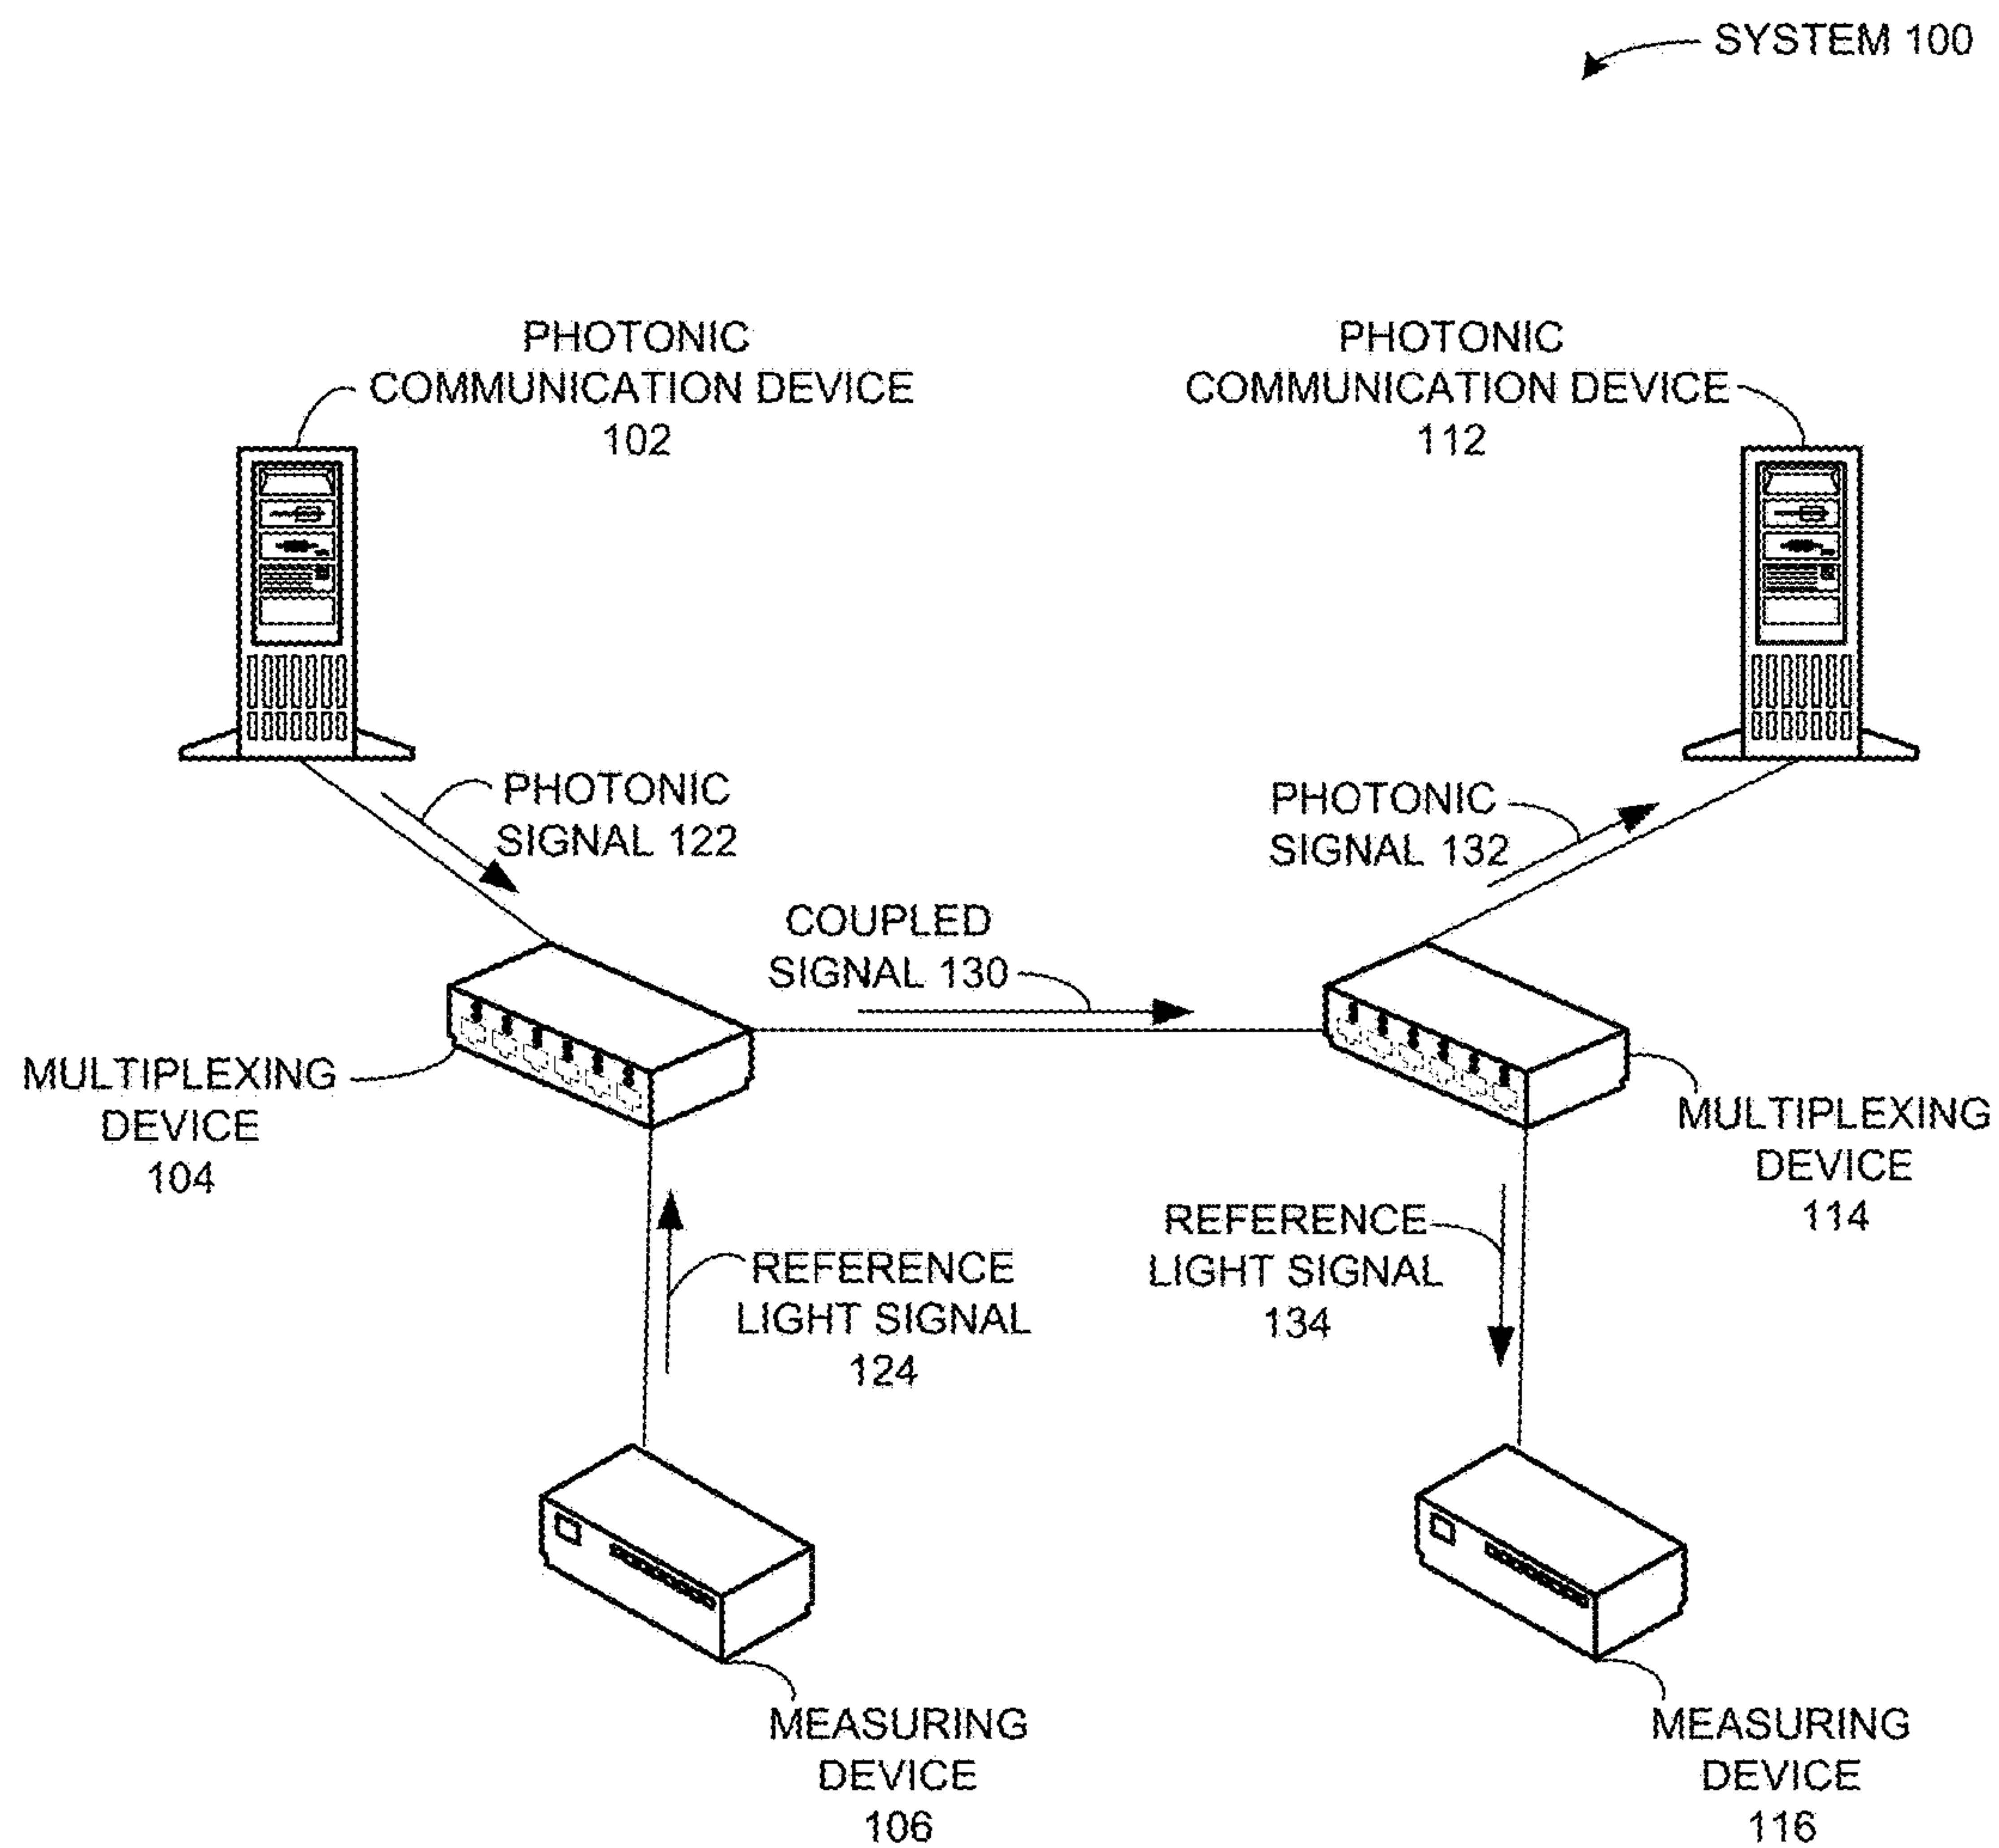 SYSTEM 100
PHOTONIC
COMMUNICATION DEVICE
102
PHOTONIC
COMMUNICATION DEVICE
112
PHOTONIC
SIGNAL 122
PHOTONIC
SIGNAL 132
COUPLED
SIGNAL 130
MULTIPLEXING
DEVICE
104
MULTIPLEXING
DEVICE
114
REFERENCE
LIGHT SIGNAL
124
REFERENCE
LIGHT SIGNAL
134
MEASURING
DEVICE
106
MEASURING
DEVICE
116